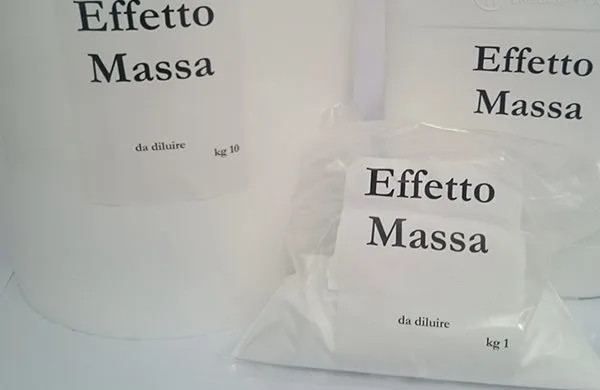 Effetto
Massa
da diluire
kg 10
Effetto
Massa
Effetto
Massa
da diluire
kg 1